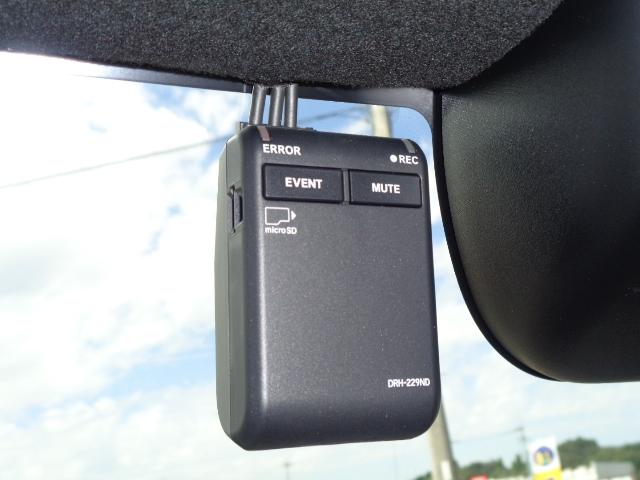 ERROR
●REC
EVENT
MUTE
microSD
DRH-229ND